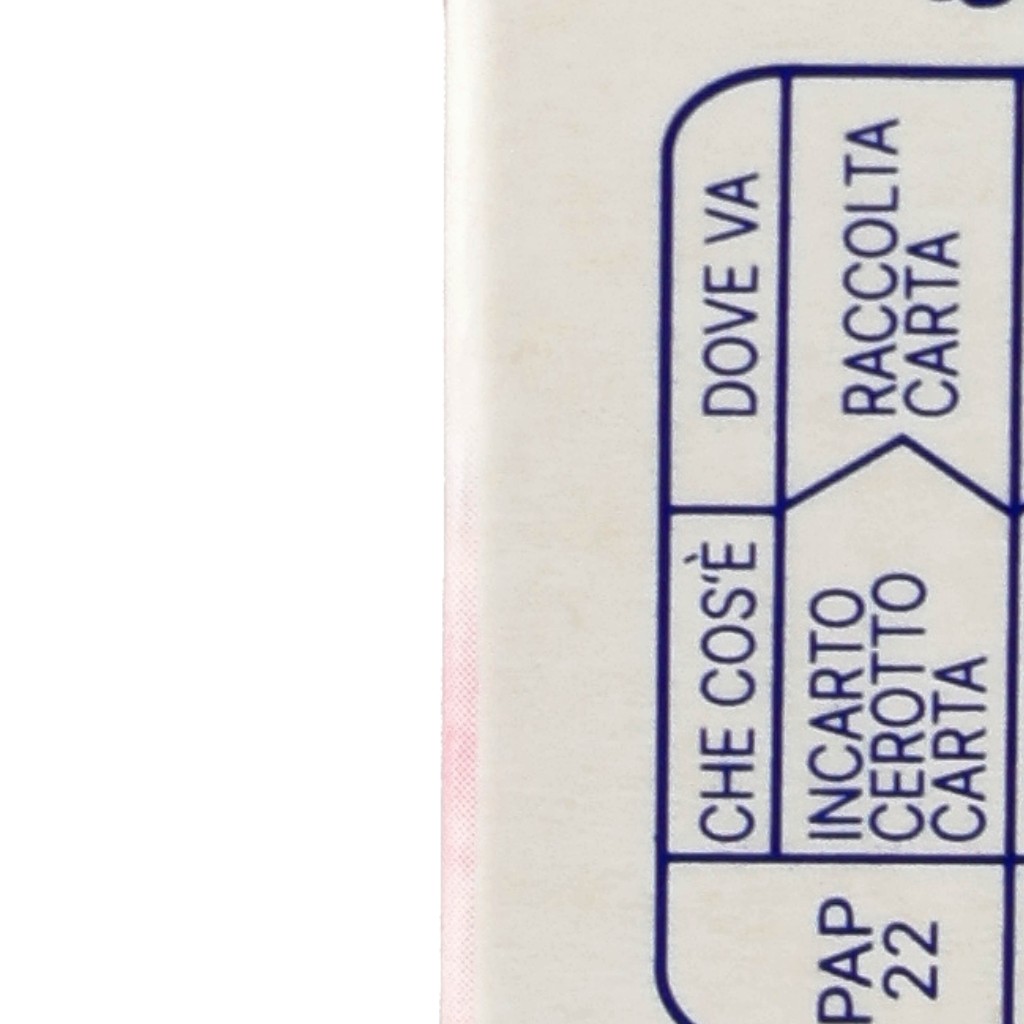 CHE COS'È
DOVE VA
PAP
22
INCARTO
CEROTTO
CARTA
RACCOLTA
CARTA